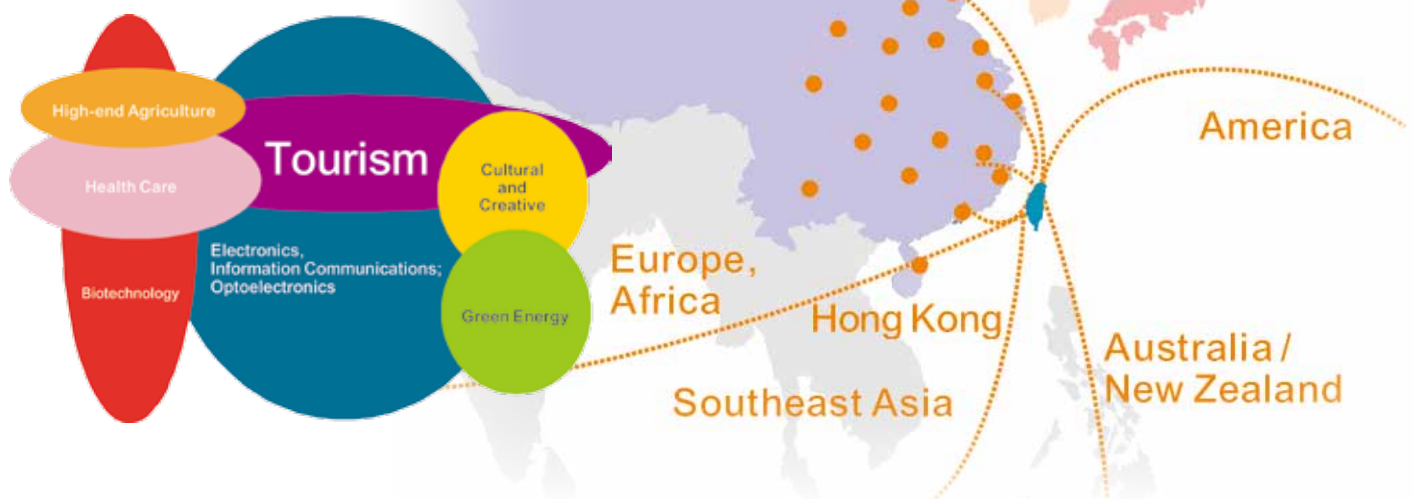 High-end Agriculture
Health Care
Biotechnology
Tourism
Electronics,
Information Communications;
Optoelectronics
Cultural
and
Creative
Green Energy
America
Europe,
Africa
Hong Kong
Southeast Asia
Australia /
New Zealand